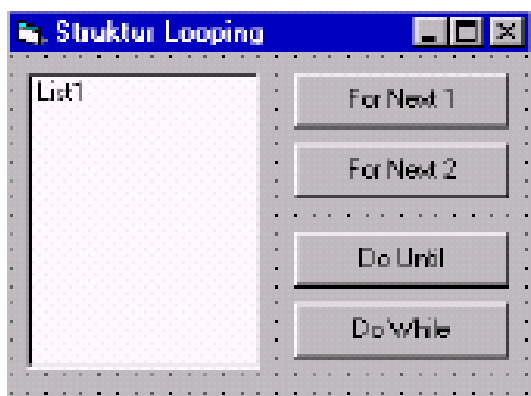 Struktur Looping
List1
For Next 1
For Next 2
Do Until
Do While